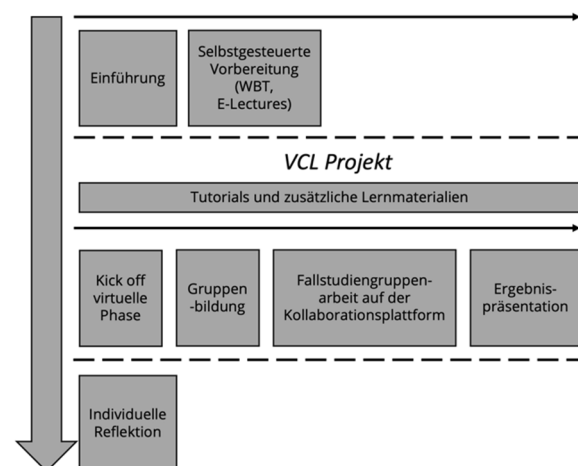 Einführung
Selbstgesteuerte
Vorbereitung
(WBT,
E-Lectures)
VCL Projekt
Tutorials und zusätzliche Lernmaterialien
Kick off
virtuelle
Phase
Gruppen
-bildung
Fallstudiengruppen-
arbeit auf der
Kollaborationsplattform
Ergebnis-
präsentation
Individuelle
Reflektion